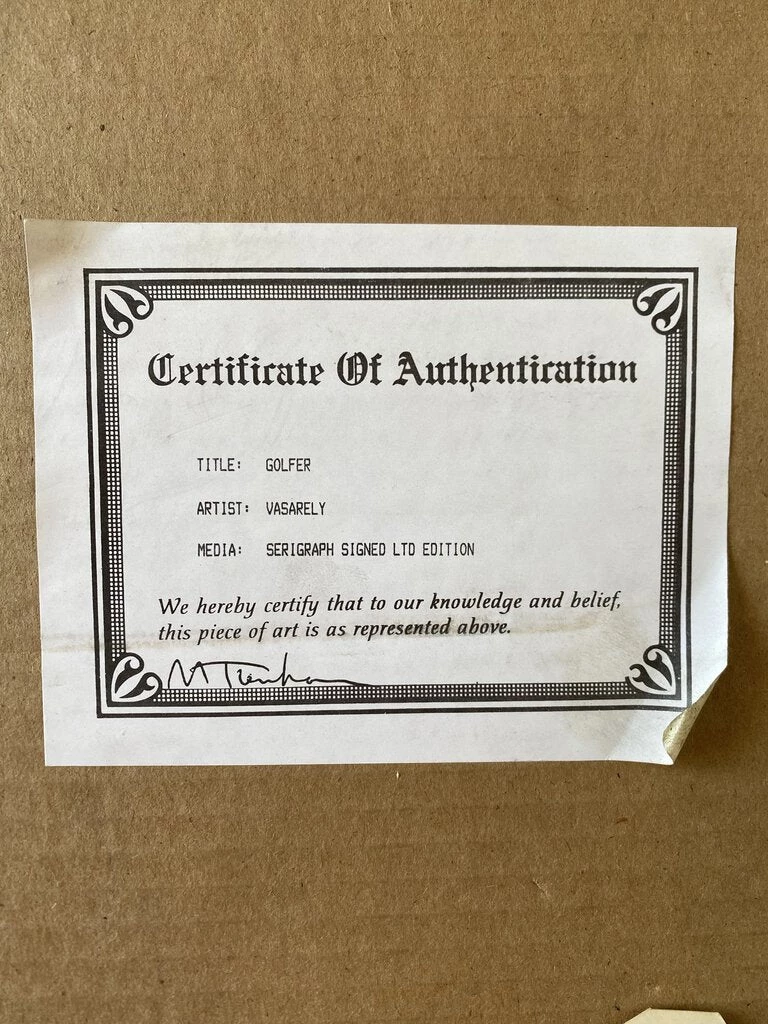 Certificate Of Authentication
TITLE: GOLFER
ARTIST: VASARELY
MEDIA: SERIGRAPH SIGNED LTD EDITION
We hereby certify that to our knowledge and belief,
this piece of art is as represented above.